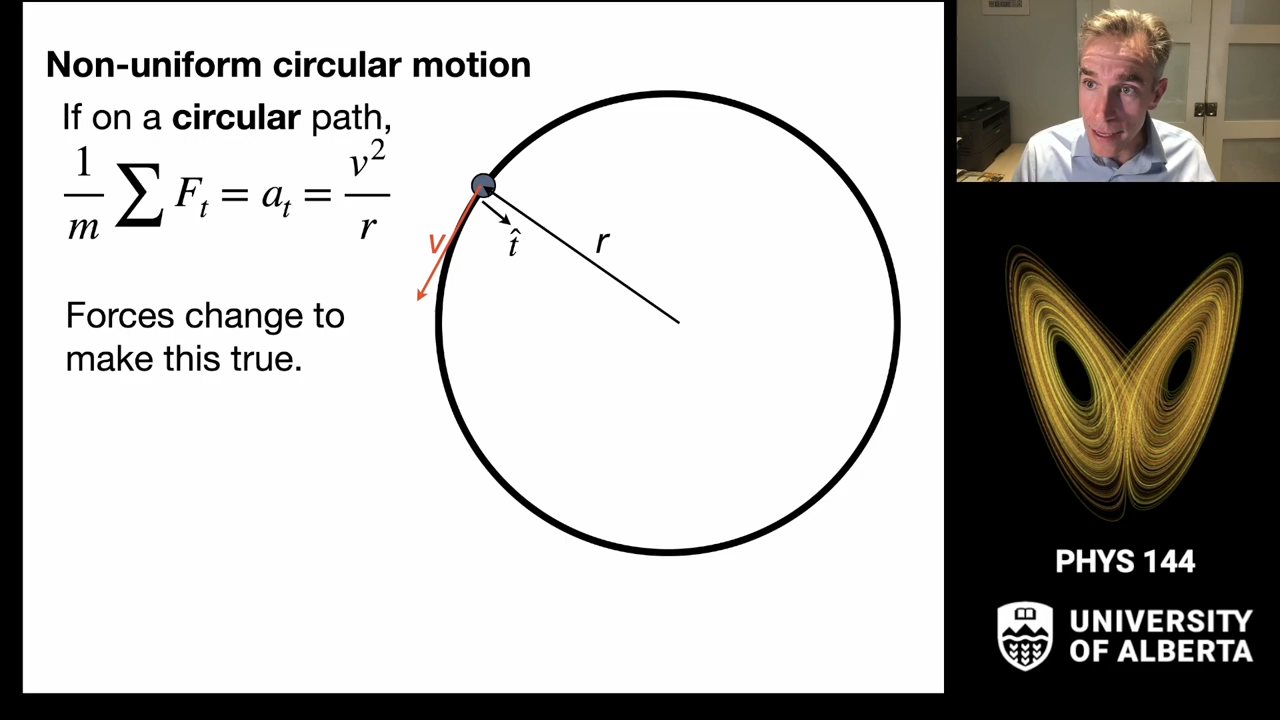 Non-uniform circular motion
If on a circular path,
1/m ∑ F_t = a_t = v²/r
Forces change to
make this true.
v
t̂
r
PHYS 144
UNIVERSITY
OF ALBERTA